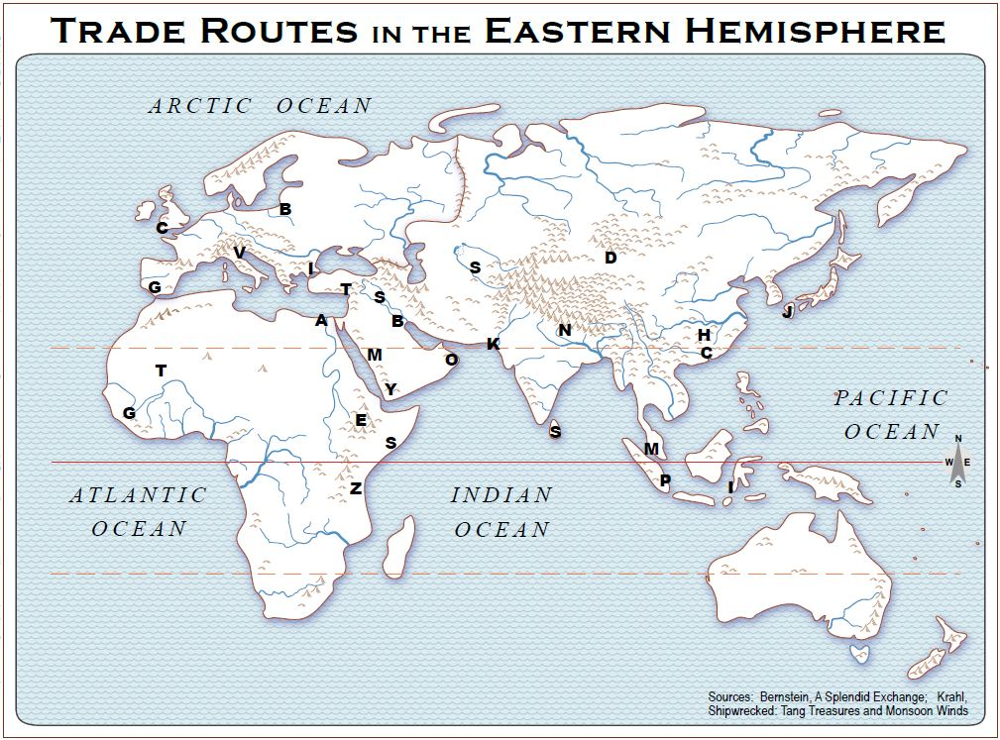 TRADE ROUTES IN THE EASTERN HEMISPHERE
ARCTIC OCEAN
B
C
V
I
D
S
G
T
S
J
A
B
N
H
K
C
M
O
T
Y
PACIFIC
G
E
OCEAN
S
S
N
M
W E
S
P
I
Z
ATLANTIC
INDIAN
OCEAN
OCEAN
Sources: Bernstein, A Splendid Exchange; Krahl,
Shipwrecked: Tang Treasures and Monsoon Winds